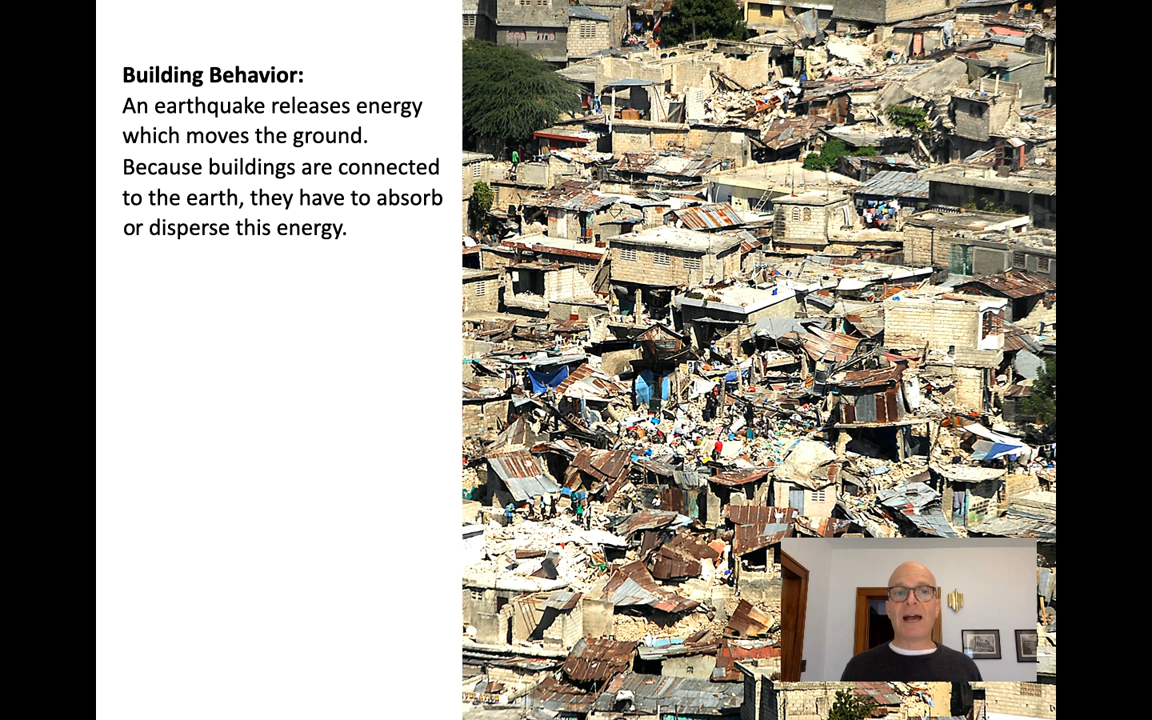 Building Behavior:
An earthquake releases energy
which moves the ground.
Because buildings are connected
to the earth, they have to absorb
or disperse this energy.